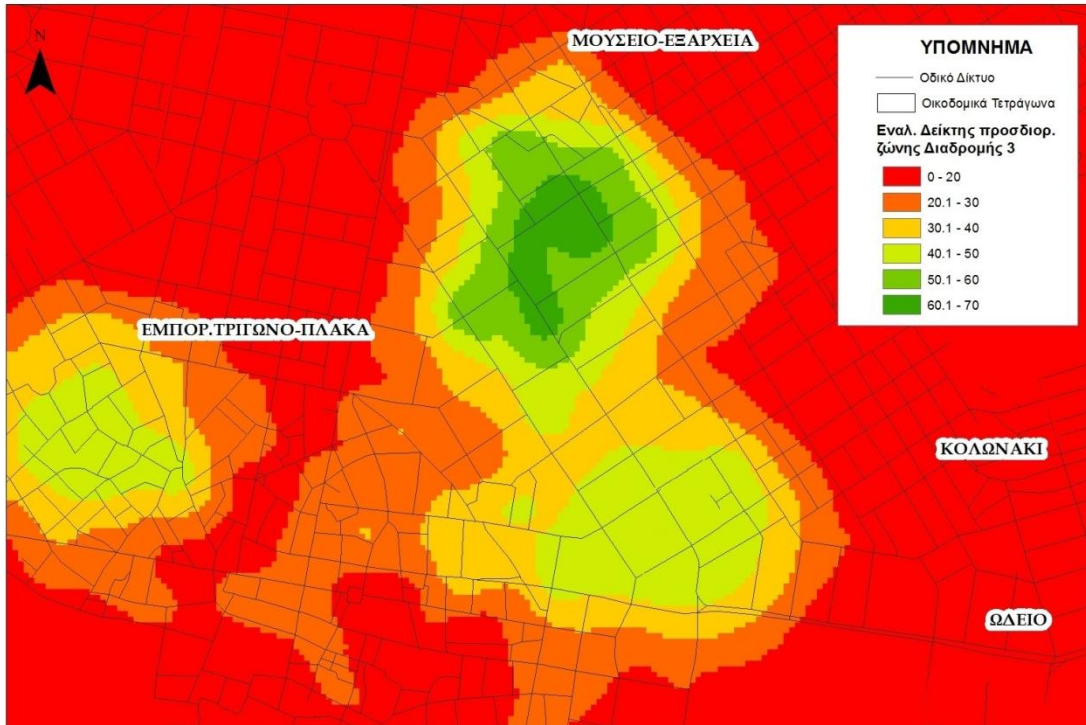 N
ΜΟΥΣΕΙΟ-ΕΞΑΡΧΕΙΑ
ΕΜΠΟΡ.ΤΡΙΓΩΝΟ-ΠΛΑΚΑ
ΚΟΛΩΝΑΚΙ
ΩΔΕΙΟ
ΥΠΟΜΝΗΜΑ
Οδικό Δίκτυο
Οικοδομικά Τετράγωνα
Εναλ. Δείκτης προσδιορ.
ζώνης Διαδρομής 3
0 - 20
20.1 - 30
30.1 - 40
40.1 - 50
50.1 - 60
60.1 - 70